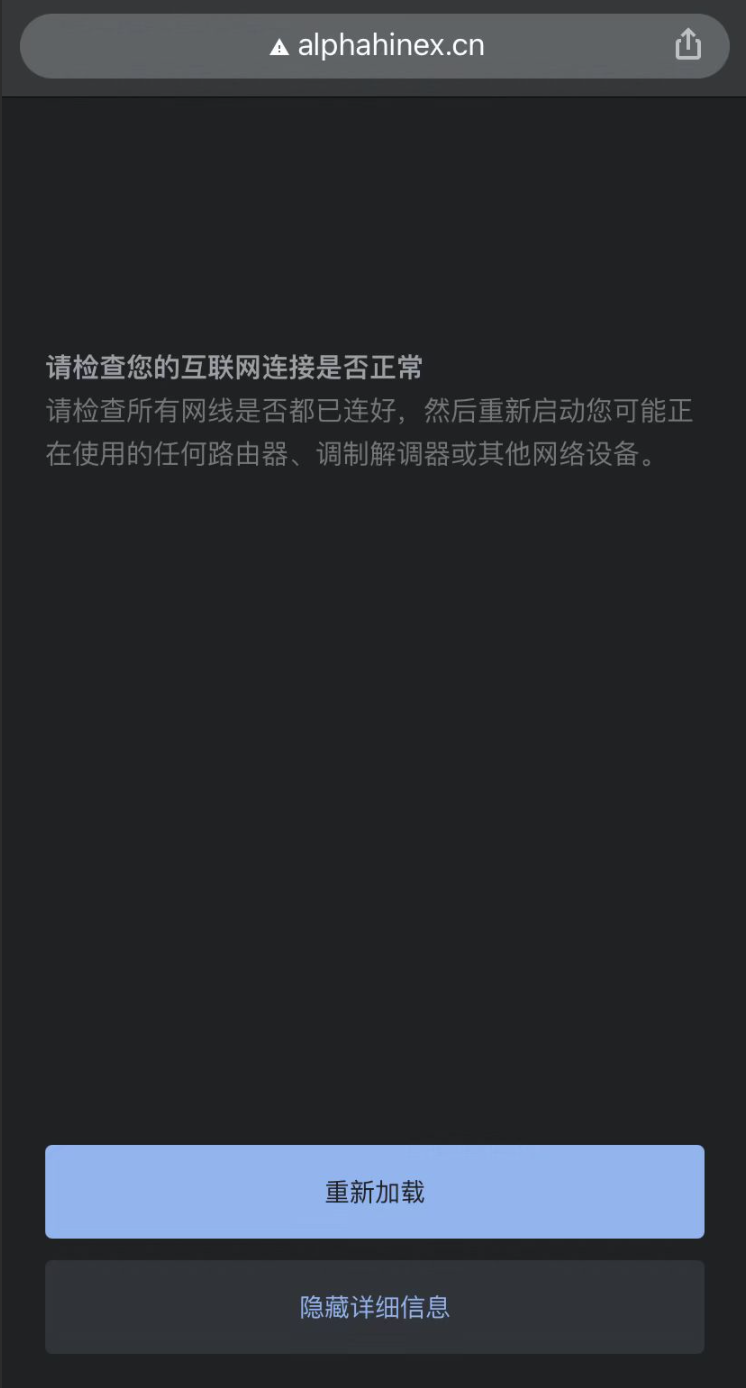 alphahinex.cn
请检查您的互联网连接是否正常
请检查所有网线是否都已连好，然后重新启动您可能正
在使用的任何路由器、调制解调器或其他网络设备。
重新加载
隐藏详细信息